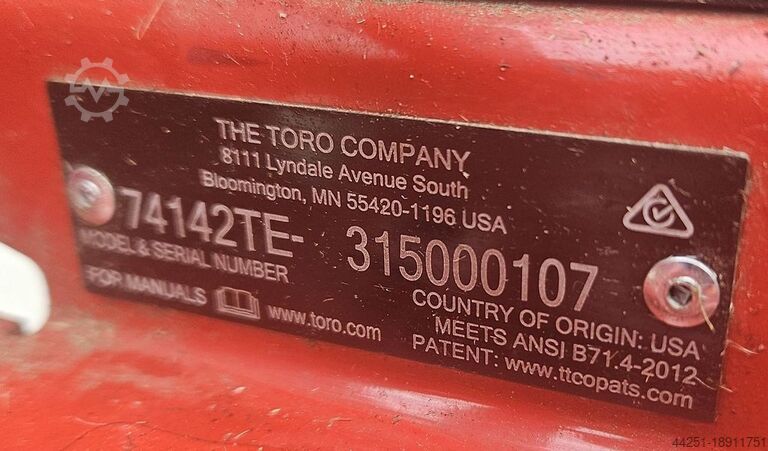 THE TORO COMPANY
8111 Lyndale Avenue South
Bloomington, MN 55420-1196 USA
74142TE- 315000107
MODEL & SERIAL NUMBER
COUNTRY OF ORIGIN: USA
-FOR MANUALS www.toro.com
MEETS ANSI B71.4-2012
PATENT: www.ttcopats.com
44251-18911751